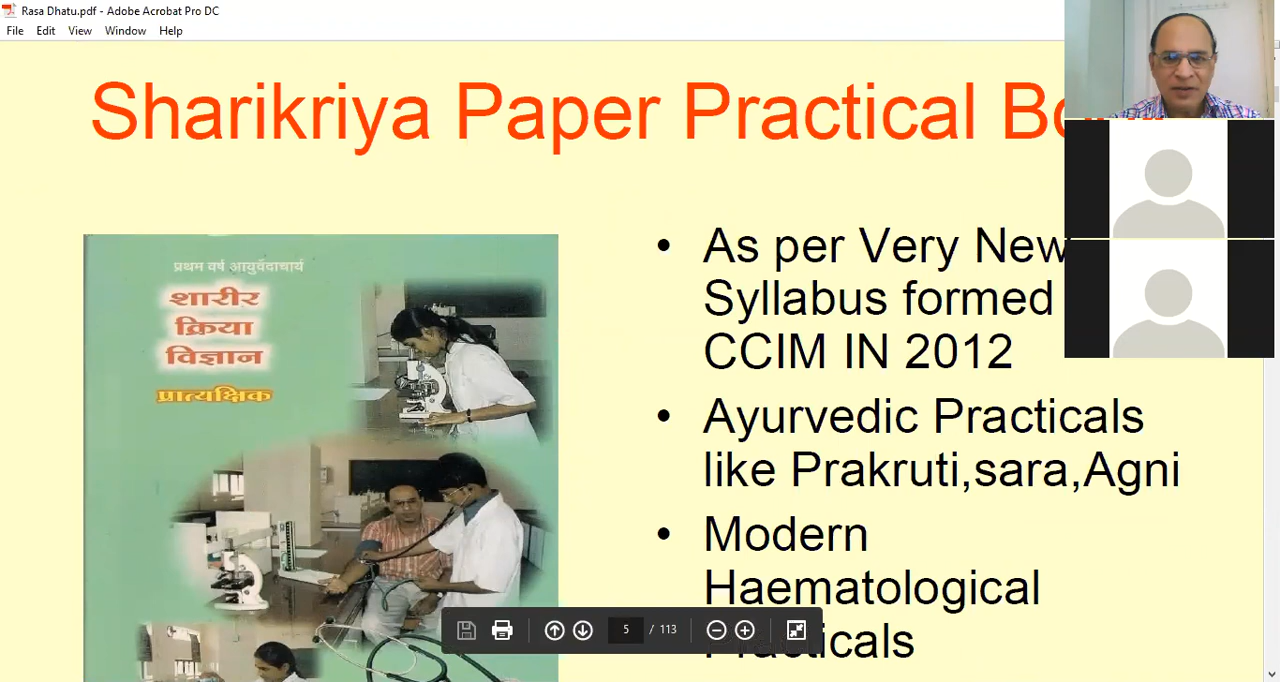 Rasa Dhatu.pdf - Adobe Acrobat Pro DC
File Edit View Window Help
Sharikriya Paper Practical
प्रथम वर्ष आयुर्वेदाचार्य
शारीर
क्रिया
विज्ञान
प्रात्यक्षिक
• As per Very New
Syllabus formed
CCIM IN 2012
• Ayurvedic Practicals
like Prakruti,sara,Agni
• Modern
Haematological
Practicals
5 / 113